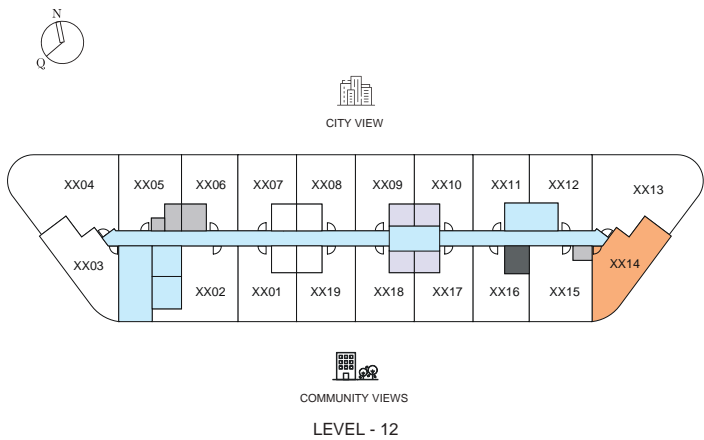 N
Q
CITY VIEW
XX04 XX05 XX06 XX07 XX08 XX09 XX10 XX11 XX12 XX13
XX03 XX14
XX02 XX01 XX19 XX18 XX17 XX16 XX15
COMMUNITY VIEWS
LEVEL - 12